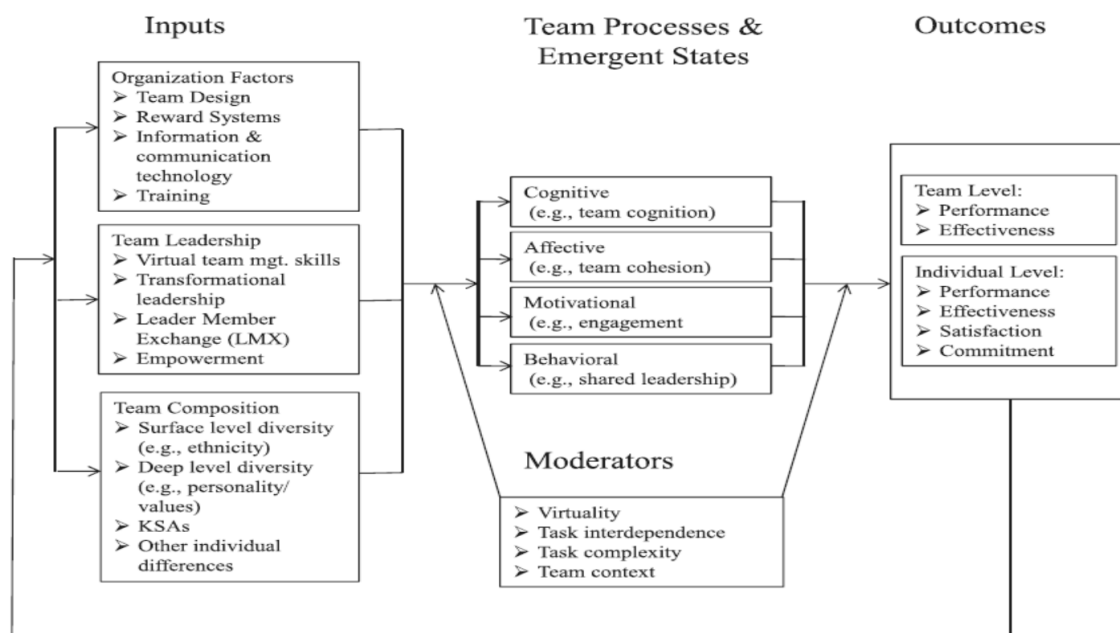 Inputs
Organization Factors
➢ Team Design
➢ Reward Systems
➢ Information &
communication
technology
➢ Training
Team Leadership
➢ Virtual team mgt. skills
➢ Transformational
leadership
➢ Leader Member
Exchange (LMX)
➢ Empowerment
Team Composition
➢ Surface level diversity
(e.g., ethnicity)
➢ Deep level diversity
(e.g., personality/
values)
➢ KSAs
➢ Other individual
differences
Team Processes &
Emergent States
Cognitive
(e.g., team cognition)
Affective
(e.g., team cohesion)
Motivational
(e.g., engagement
Behavioral
(e.g., shared leadership)
Moderators
➢ Virtuality
➢ Task interdependence
➢ Task complexity
➢ Team context
Outcomes
Team Level:
➢ Performance
➢ Effectiveness
Individual Level:
➢ Performance
➢ Effectiveness
➢ Satisfaction
➢ Commitment